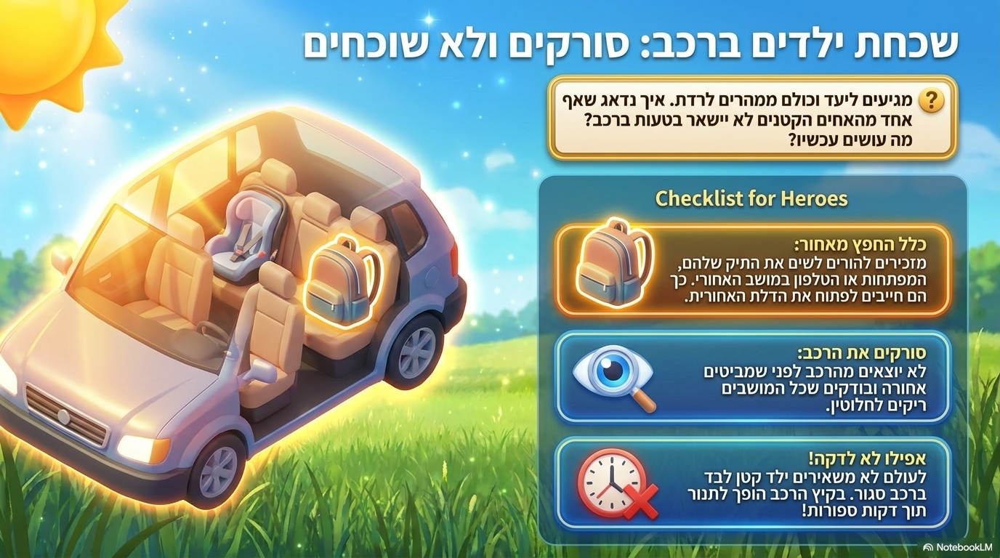 שכחת ילדים ברכב: סורקים ולא שוכחים
מגיעים ליעד וכולם ממהרים לרדת. איך נדאג שאף
אחד מהאחים הקטנים לא יישאר בטעות ברכב?
מה עושים עכשיו?
?
Checklist for Heroes
כלל החפץ מאחור:
מזכירים להורים לשים את התיק שלהם,
המפתחות או הטלפון במושב האחורי. כך
הם חייבים לפתוח את הדלת האחורית.
סורקים את הרכב:
לא יוצאים מהרכב לפני שמביטים
אחורה ובודקים שכל המושבים
ריקים לחלוטין.
אפילו לא לדקה!
לעולם לא משאירים ילד קטן לבד
ברכב סגור. בקיץ הרכב הופך לתנור
תוך דקות ספורות!
NotebookLM